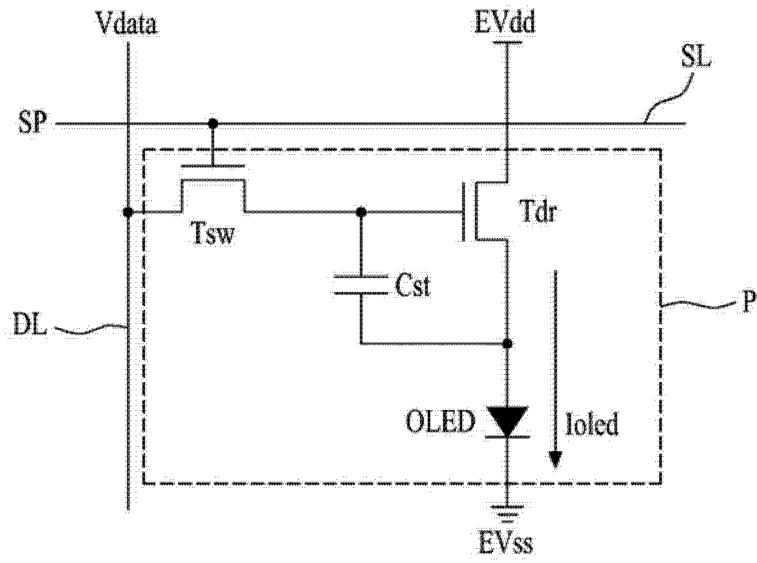 Vdata
EVdd
SL
SP
Tdr
Tsw
Cst
P
DL
OLED
Ioled
EVss